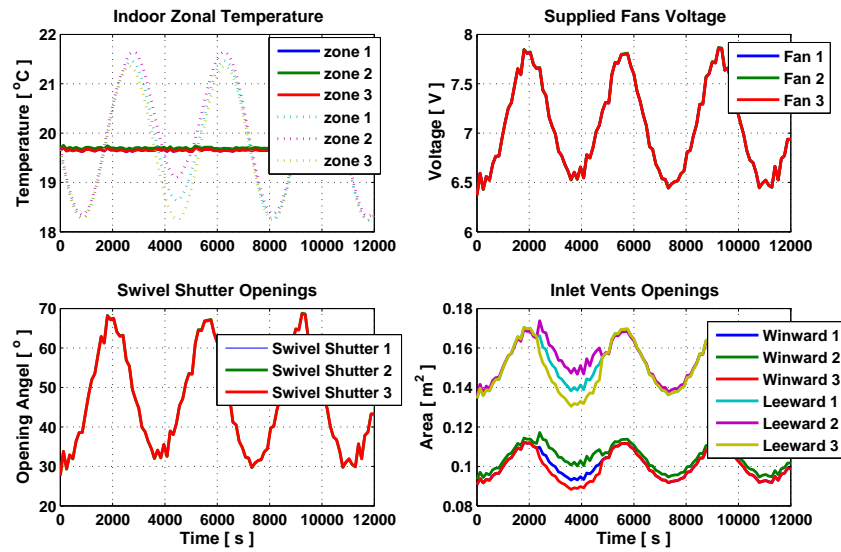 Indoor Zonal Temperature
Temperature [ °C ]
22
21
20
19
18
0 2000 4000 6000 8000 10000 12000
zone 1
zone 2
zone 3
zone 1
zone 2
zone 3
Supplied Fans Voltage
Voltage [ V ]
8
7.5
7
6.5
6
0 2000 4000 6000 8000 10000 12000
Fan 1
Fan 2
Fan 3
Swivel Shutter Openings
Opening Angel [ ° ]
70
60
50
40
30
20
0 2000 4000 6000 8000 10000 12000
Time [ s ]
Swivel Shutter 1
Swivel Shutter 2
Swivel Shutter 3
Inlet Vents Openings
Area [ m² ]
0.18
0.16
0.14
0.12
0.1
0.08
0 2000 4000 6000 8000 10000 12000
Time [ s ]
Winward 1
Winward 2
Winward 3
Leeward 1
Leeward 2
Leeward 3